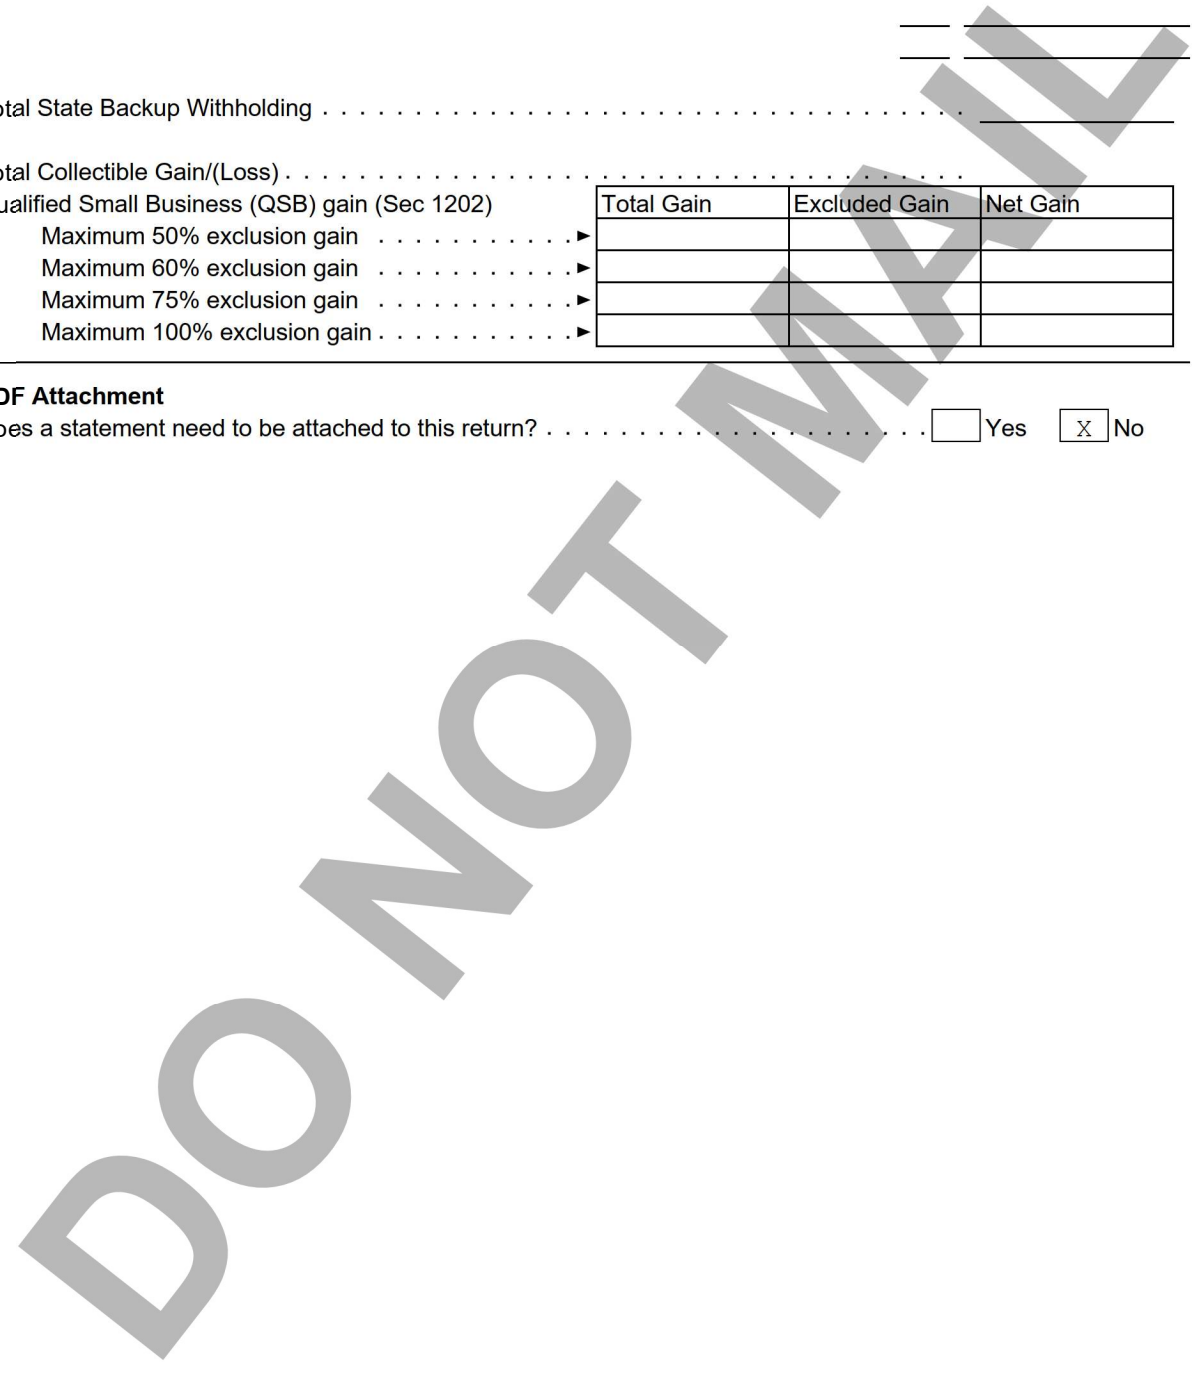 otal State Backup Withholding . . . . . . . . . . . . . . . . . . . . . . . . . . . . . . . . . . .
otal Collectible Gain/(Loss) . . . . . . . . . . . . . . . . . . . . . . . . . . . . . . . . . . . . .
ualified Small Business (QSB) gain (Sec 1202) Total Gain Excluded Gain Net Gain
Maximum 50% exclusion gain . . . . . . . . . . . ►
Maximum 60% exclusion gain . . . . . . . . . . . ►
Maximum 75% exclusion gain . . . . . . . . . . . ►
Maximum 100% exclusion gain . . . . . . . . . . . ►
DF Attachment
oes a statement need to be attached to this return? . . . . . . . . . . . . . . . . . . . . . Yes X No
DO NOT MAIL